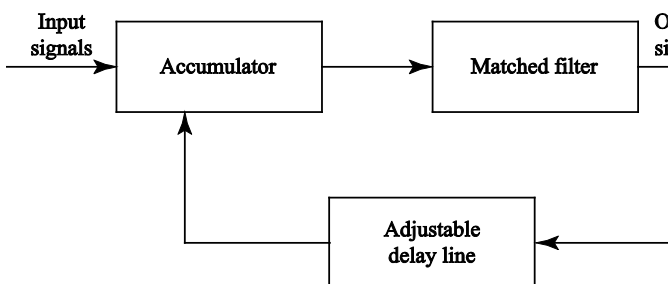 Input
signals
Accumulator
Matched filter
Adjustable
delay line